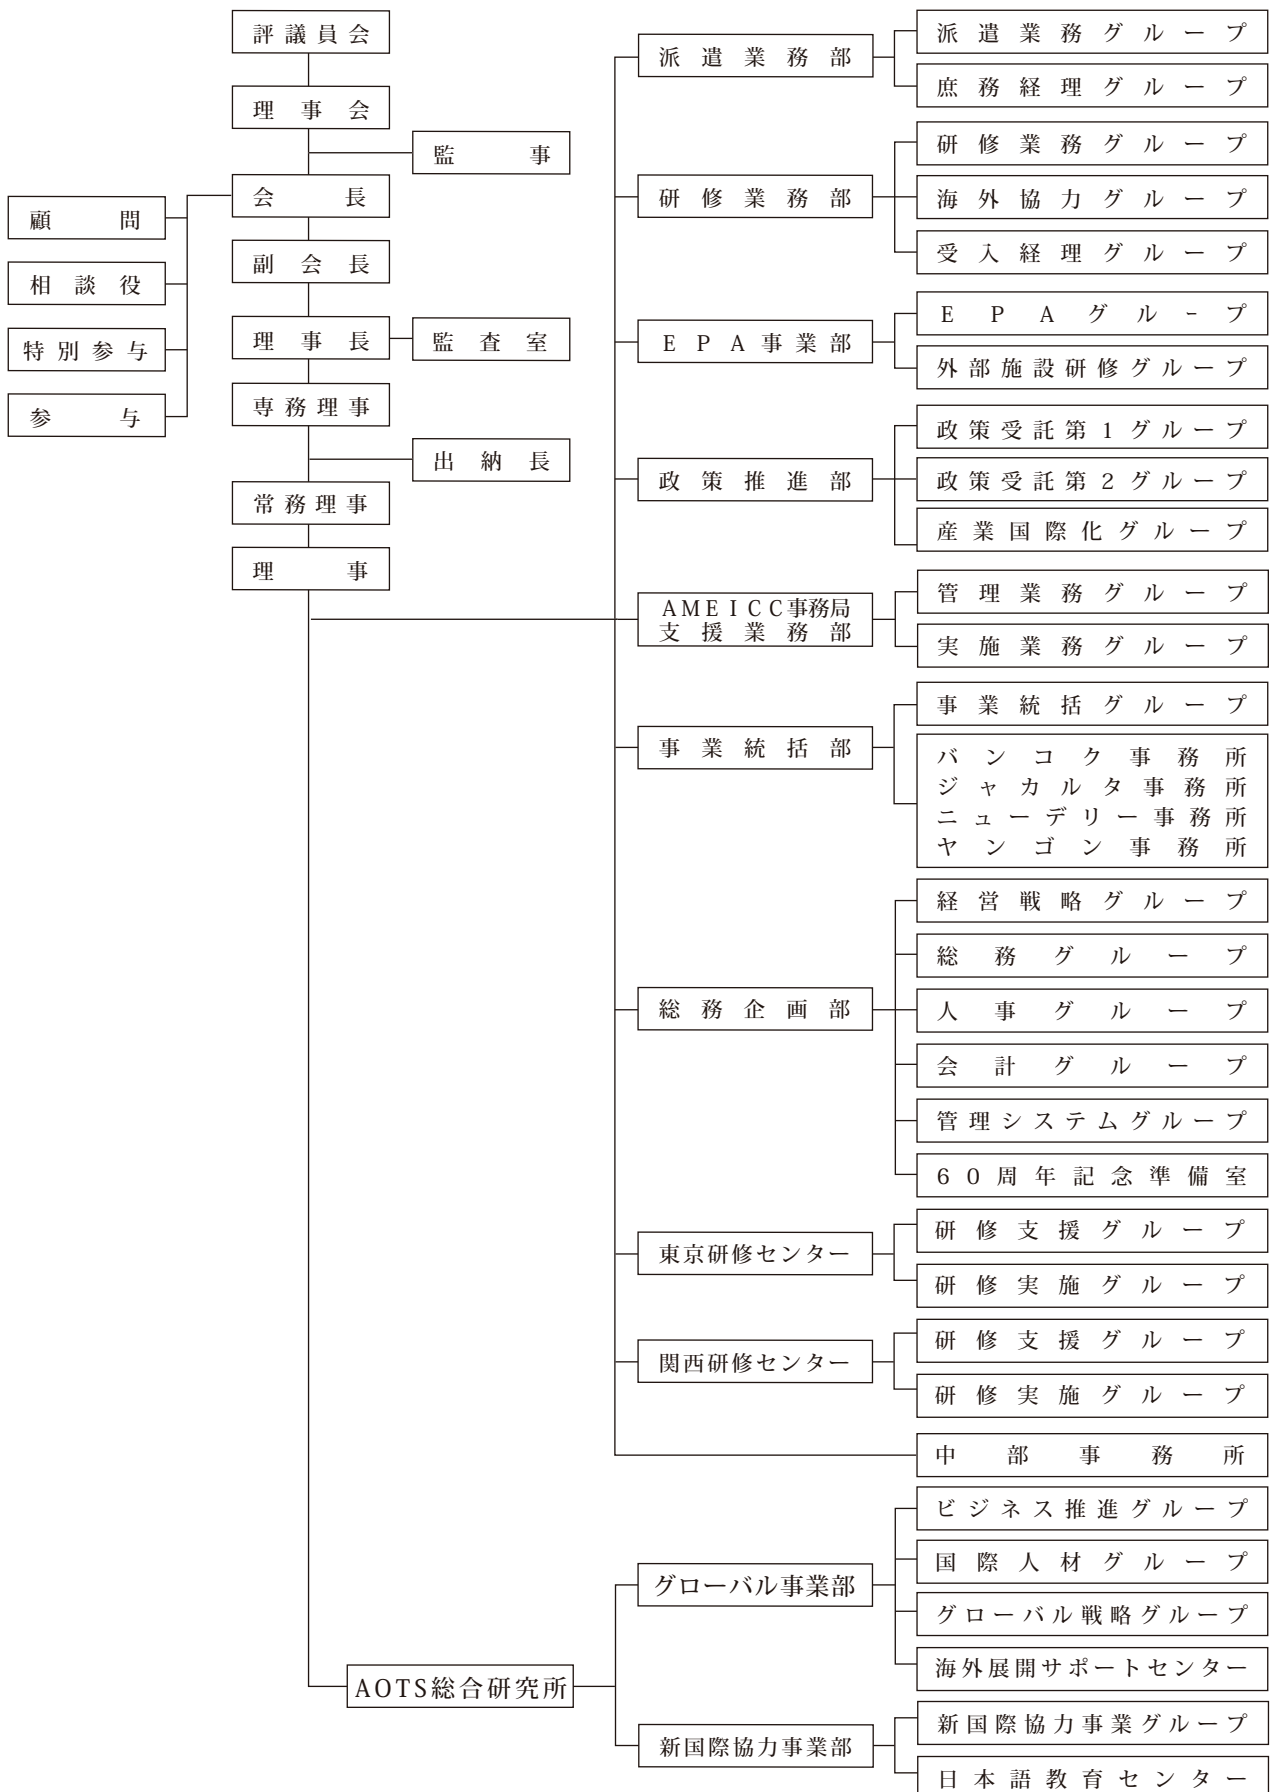 評議員会
理事会
監事
会長
顧問
相談役
特別参与
参与
副会長
理事長
監査室
専務理事
出納長
常務理事
理事
派遣業務部
派遣業務グループ
庶務経理グループ
研修業務部
研修業務グループ
海外協力グループ
受入経理グループ
EPA事業部
EPAグル-プ
外部施設研修グループ
政策推進部
政策受託第1グループ
政策受託第2グループ
産業国際化グループ
AMEICC事務局
支援業務部
管理業務グループ
実施業務グループ
事業統括部
事業統括グループ
バンコク事務所
ジャカルタ事務所
ニューデリー事務所
ヤンゴン事務所
総務企画部
経営戦略グループ
総務グループ
人事グループ
会計グループ
管理システムグループ
60周年記念準備室
東京研修センター
研修支援グループ
研修実施グループ
関西研修センター
研修支援グループ
研修実施グループ
中部事務所
AOTS総合研究所
グローバル事業部
ビジネス推進グループ
国際人材グループ
グローバル戦略グループ
海外展開サポートセンター
新国際協力事業部
新国際協力事業グループ
日本語教育センター